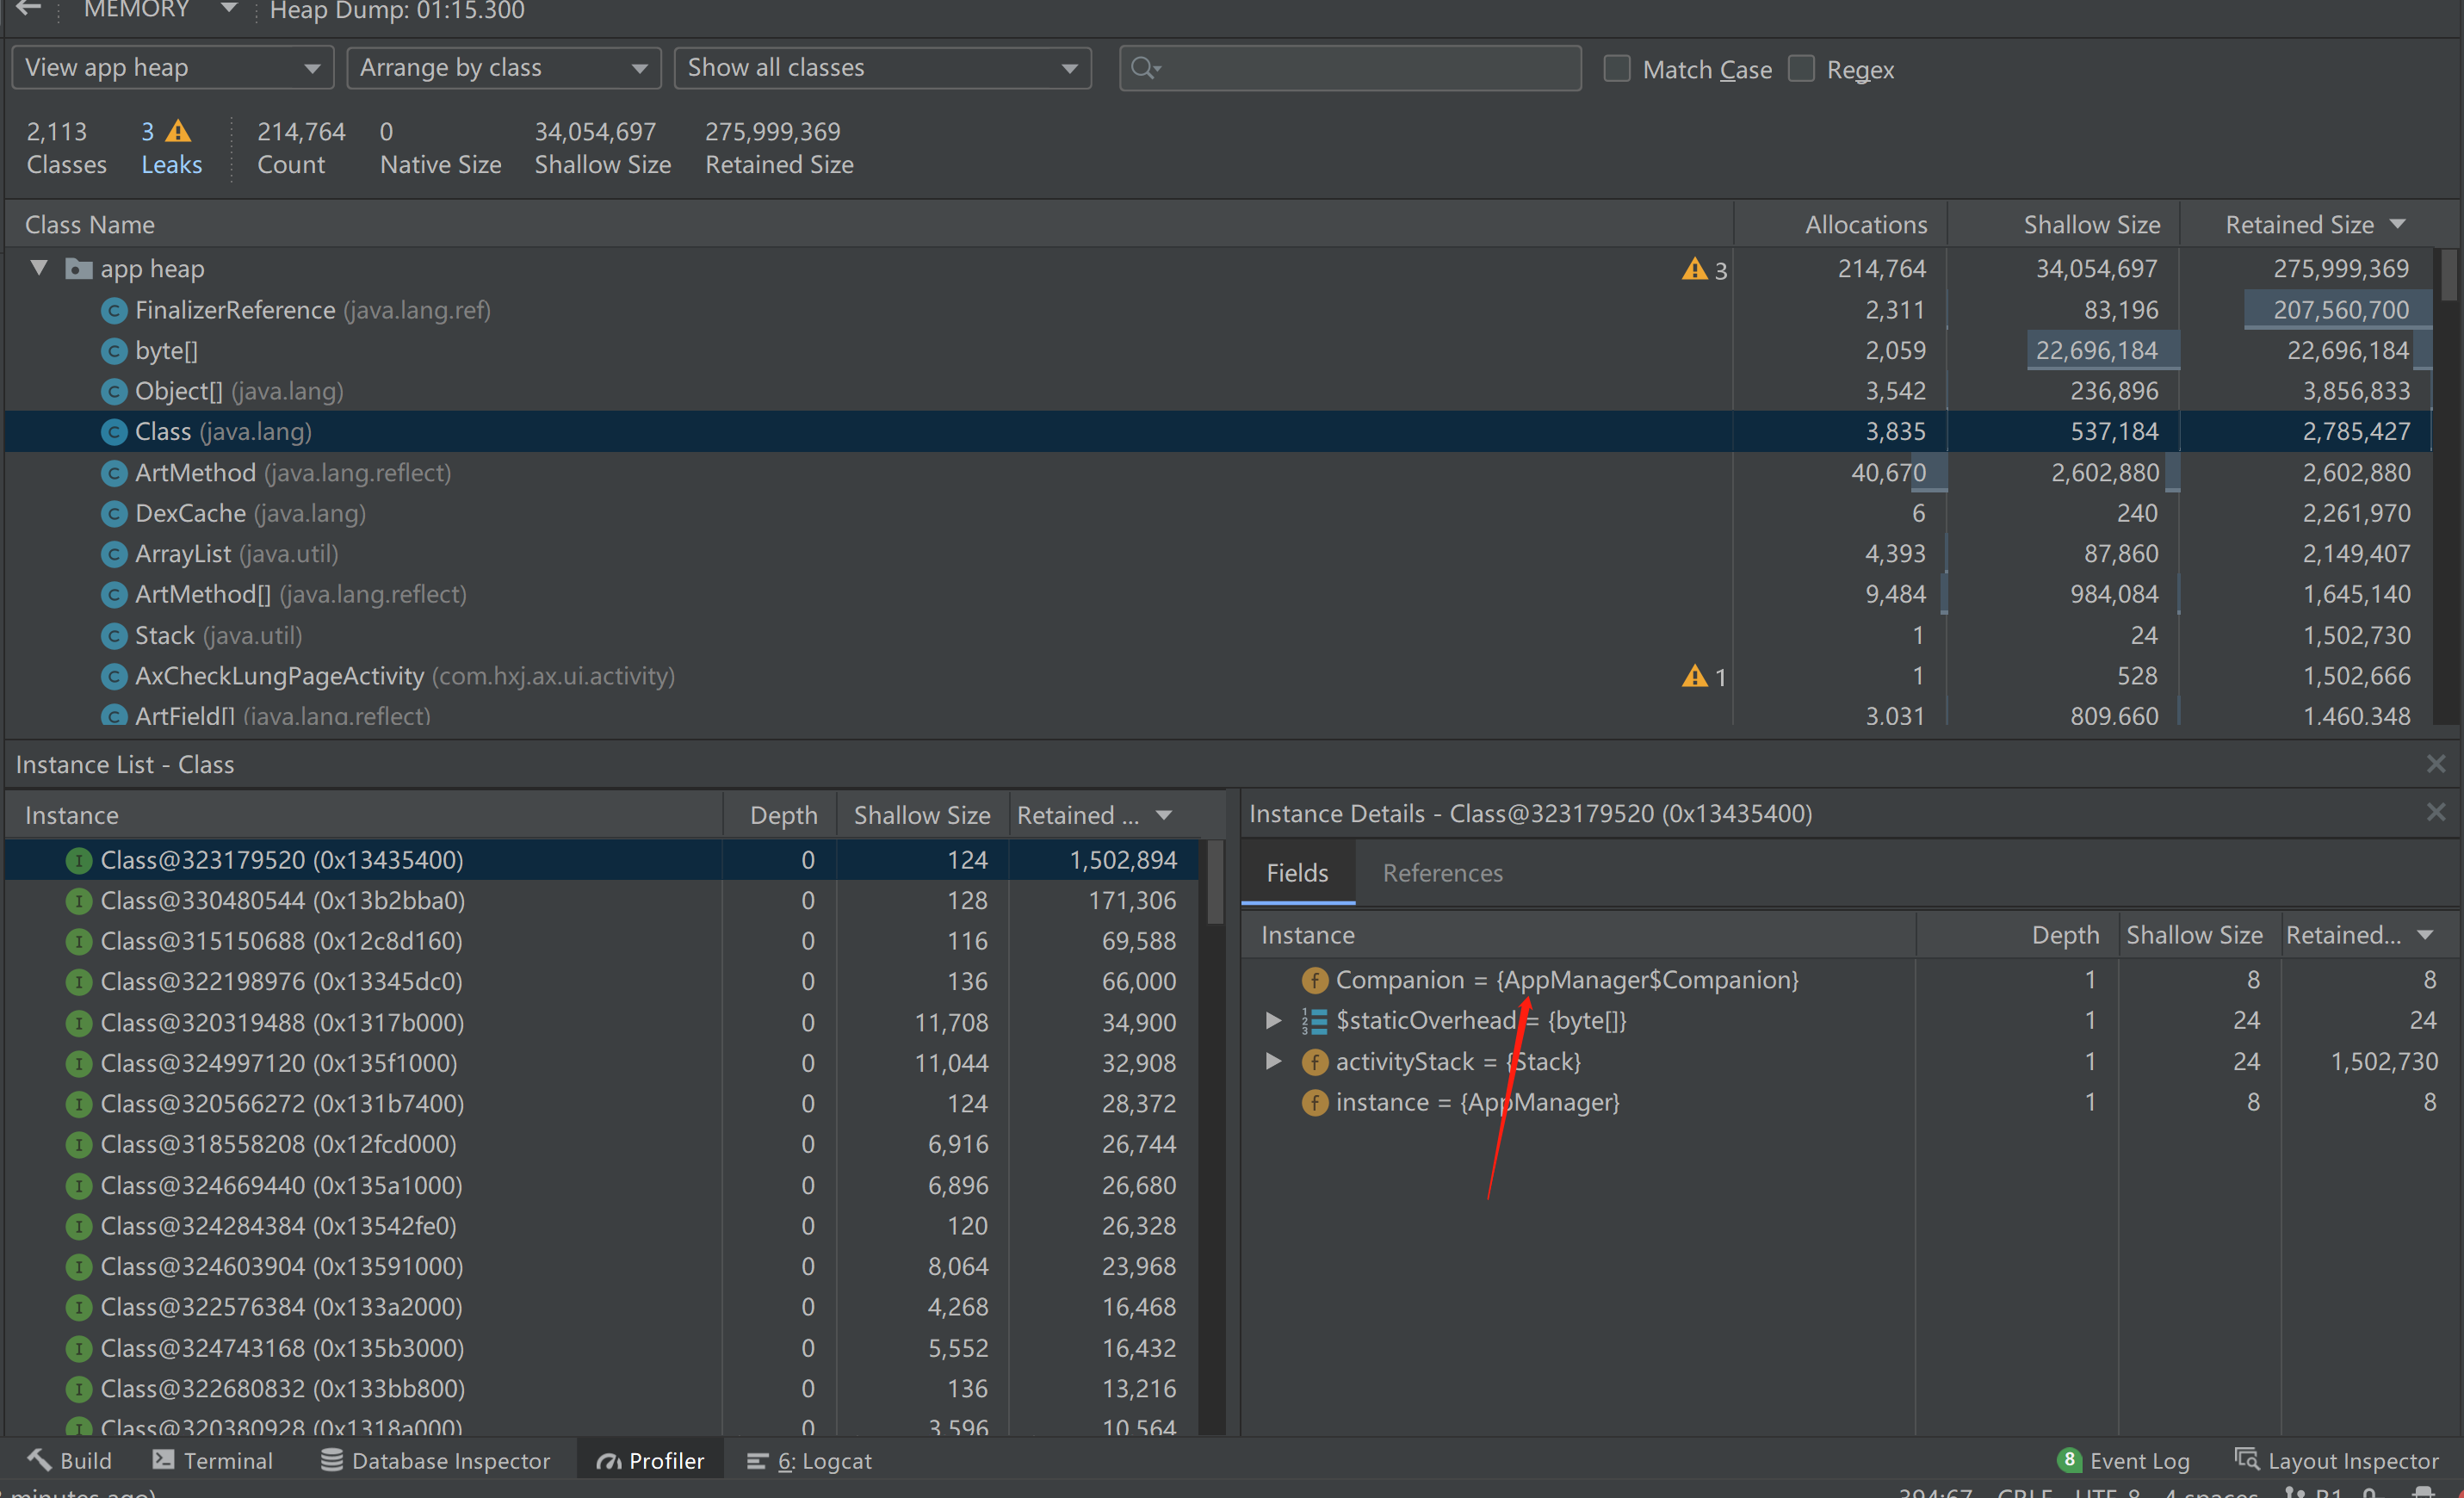 MEMORY Heap Dump: 01:15.300
View app heap Arrange by class Show all classes Match Case Regex
2,113 3 214,764 0 34,054,697 275,999,369
Classes Leaks Count Native Size Shallow Size Retained Size
Class Name Allocations Shallow Size Retained Size
app heap 3 214,764 34,054,697 275,999,369
FinalizerReference (java.lang.ref) 2,311 83,196 207,560,700
byte[] 2,059 22,696,184 22,696,184
Object[] (java.lang) 3,542 236,896 3,856,833
Class (java.lang) 3,835 537,184 2,785,427
ArtMethod (java.lang.reflect) 40,670 2,602,880 2,602,880
DexCache (java.lang) 6 240 2,261,970
ArrayList (java.util) 4,393 87,860 2,149,407
ArtMethod[] (java.lang.reflect) 9,484 984,084 1,645,140
Stack (java.util) 1 24 1,502,730
AxCheckLungPageActivity (com.hxj.ax.ui.activity) 1 1 528 1,502,666
ArtField[] (java.lang.reflect) 3,031 809,660 1,460,348
Instance List - Class
Instance Depth Shallow Size Retained ...
Class@323179520 (0x13435400) 0 124 1,502,894
Class@330480544 (0x13b2bba0) 0 128 171,306
Class@315150688 (0x12c8d160) 0 116 69,588
Class@322198976 (0x13345dc0) 0 136 66,000
Class@320319488 (0x1317b000) 0 11,708 34,900
Class@324997120 (0x135f1000) 0 11,044 32,908
Class@320566272 (0x131b7400) 0 124 28,372
Class@318558208 (0x12fcd000) 0 6,916 26,744
Class@324669440 (0x135a1000) 0 6,896 26,680
Class@324284384 (0x13542fe0) 0 120 26,328
Class@324603904 (0x13591000) 0 8,064 23,968
Class@322576384 (0x133a2000) 0 4,268 16,468
Class@324743168 (0x135b3000) 0 5,552 16,432
Class@322680832 (0x133bb800) 0 136 13,216
Class@320380928 (0x1318a000) 0 3,596 10,564
Instance Details - Class@323179520 (0x13435400)
Fields References
Instance Depth Shallow Size Retained...
Companion = {AppManager$Companion} 1 8 8
$staticOverhead = {byte[]} 1 24 24
activityStack = {Stack} 1 24 1,502,730
instance = {AppManager} 1 8 8
Build Terminal Database Inspector Profiler 6: Logcat 8 Event Log Layout Inspector
minutes ago) 394:67 CRLF UTF-8 4 spaces